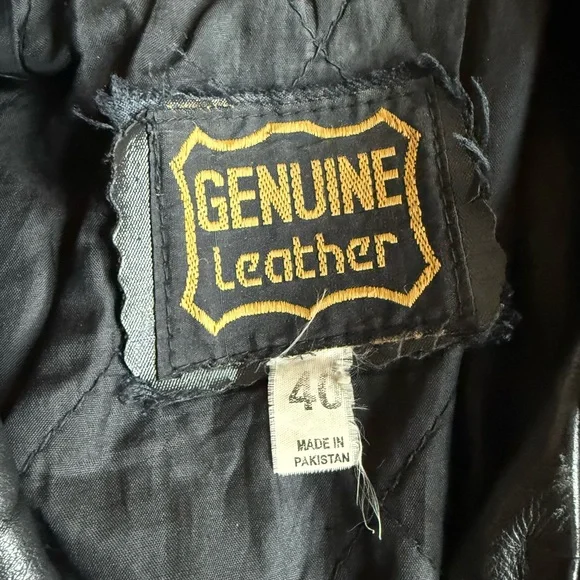 GENUINE
Leather
40
MADE IN
PAKISTAN